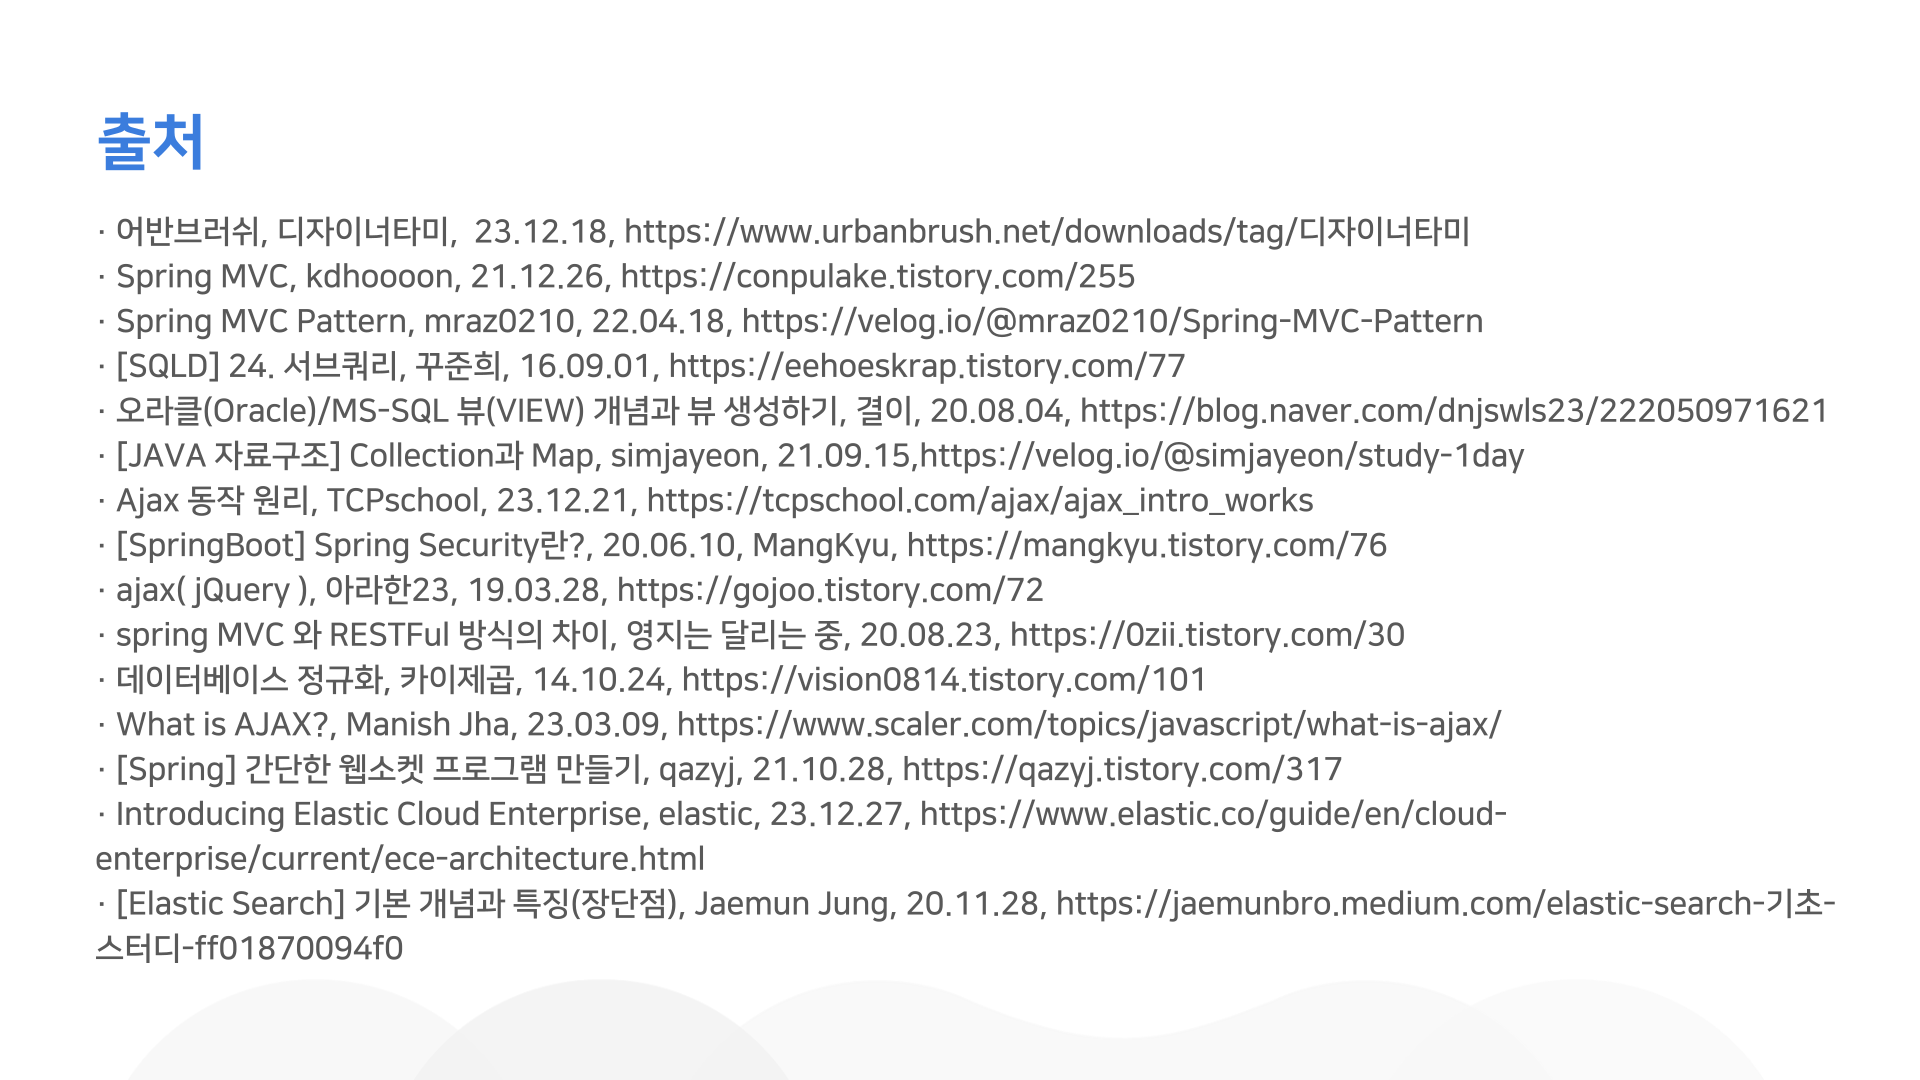 출처
· 어반브러쉬, 디자이너타미,  23.12.18, https://www.urbanbrush.net/downloads/tag/디자이너타미
· Spring MVC, kdhoooon, 21.12.26, https://conpulake.tistory.com/255
· Spring MVC Pattern, mraz0210, 22.04.18, https://velog.io/@mraz0210/Spring-MVC-Pattern
· [SQLD] 24. 서브쿼리, 꾸준희, 16.09.01, https://eehoeskrap.tistory.com/77
· 오라클(Oracle)/MS-SQL 뷰(VIEW) 개념과 뷰 생성하기, 결이, 20.08.04, https://blog.naver.com/dnjswls23/222050971621
· [JAVA 자료구조] Collection과 Map, simjayeon, 21.09.15,https://velog.io/@simjayeon/study-1day
· Ajax 동작 원리, TCPschool, 23.12.21, https://tcpschool.com/ajax/ajax_intro_works
· [SpringBoot] Spring Security란?, 20.06.10, MangKyu, https://mangkyu.tistory.com/76
· ajax( jQuery ), 아라한23, 19.03.28, https://gojoo.tistory.com/72
· spring MVC 와 RESTFul 방식의 차이, 영지는 달리는 중, 20.08.23, https://0zii.tistory.com/30
· 데이터베이스 정규화, 카이제곱, 14.10.24, https://vision0814.tistory.com/101
· What is AJAX?, Manish Jha, 23.03.09, https://www.scaler.com/topics/javascript/what-is-ajax/
· [Spring] 간단한 웹소켓 프로그램 만들기, qazyj, 21.10.28, https://qazyj.tistory.com/317
· Introducing Elastic Cloud Enterprise, elastic, 23.12.27, https://www.elastic.co/guide/en/cloud-
enterprise/current/ece-architecture.html
· [Elastic Search] 기본 개념과 특징(장단점), Jaemun Jung, 20.11.28, https://jaemunbro.medium.com/elastic-search-기초-
스터디-ff01870094f0